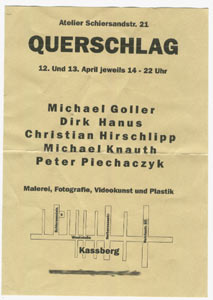 Atelier Schiersandstr. 21
QUERSCHLAG
12. Und 13. April jeweils 14 - 22 Uhr
Michael Goller
Dirk Hanus
Christian Hirschlipp
Michael Knauth
Peter Piechaczyk
Malerei, Fotografie, Videokunst und Plastik
Kassberg